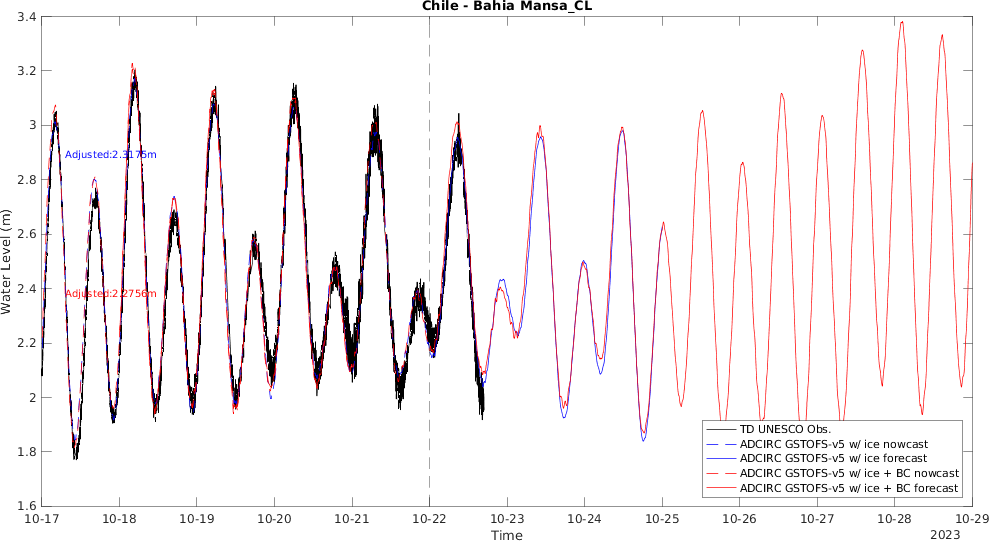 Chile - Bahia Mansa_CL
Water Level (m)
3.4
3.2
3
2.8
2.6
2.4
2.2
2
1.8
1.6
Adjusted:2.3175m
Adjusted:2.2756m
TD UNESCO Obs.
ADCIRC GSTOFS-v5 w/ ice nowcast
ADCIRC GSTOFS-v5 w/ ice forecast
ADCIRC GSTOFS-v5 w/ ice + BC nowcast
ADCIRC GSTOFS-v5 w/ ice + BC forecast
10-17 10-18 10-19 10-20 10-21 10-22 10-23 10-24 10-25 10-26 10-27 10-28 10-29
Time
2023